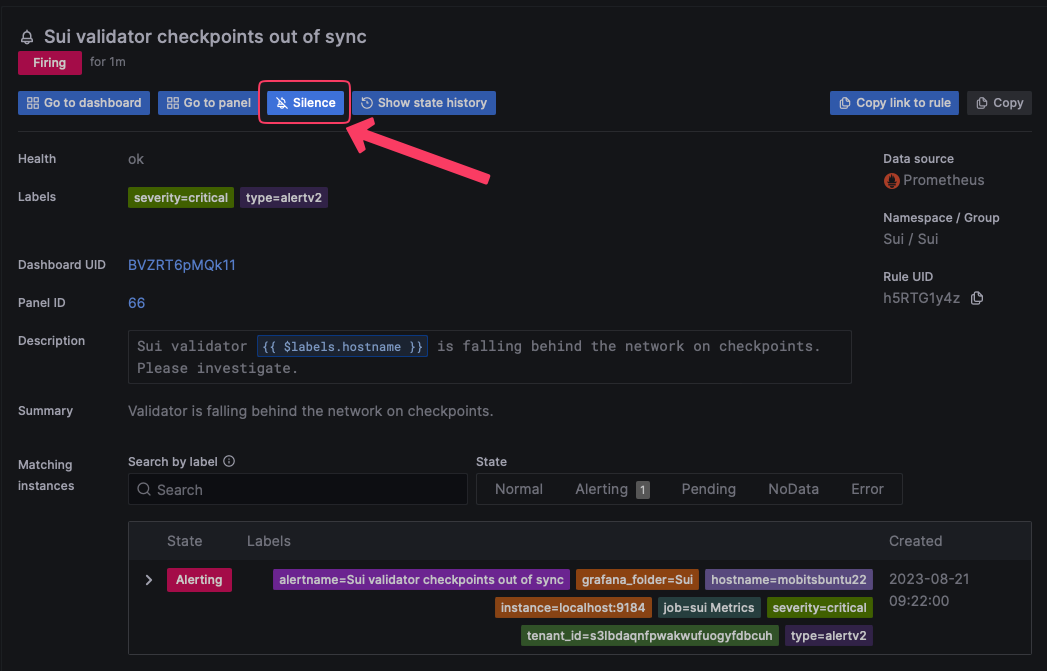 Sui validator checkpoints out of sync
Firing for 1m
Go to dashboard Go to panel Silence Show state history Copy link to rule Copy
Health ok
Labels severity=critical type=alertv2
Dashboard UID BVZRT6pMQk11
Panel ID 66
Description Sui validator {{ $labels.hostname }} is falling behind the network on checkpoints.
Please investigate.
Summary Validator is falling behind the network on checkpoints.
Data source
Prometheus
Namespace / Group
Sui / Sui
Rule UID
h5RTG1y4z
Matching instances
Search by label State
Search Normal Alerting 1 Pending NoData Error
State Labels Created
Alerting alertname=Sui validator checkpoints out of sync grafana_folder=Sui hostname=mobitsbuntu22 2023-08-21
instance=localhost:9184 job=sui Metrics severity=critical 09:22:00
tenant_id=s3lbdaqnfpwakwufuogyfdbcuh type=alertv2